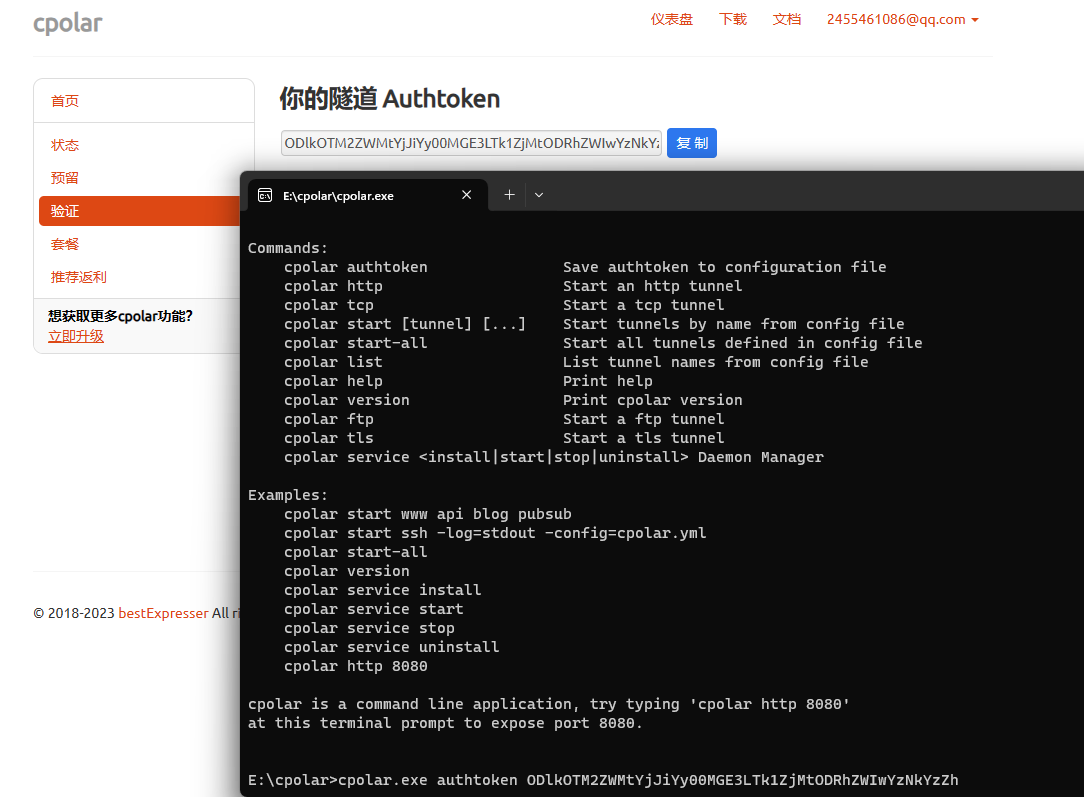 cpolar
仪表盘 下载 文档 2455461086@qq.com
首页
状态
预留
验证
套餐
推荐返利
想获取更多cpolar功能?
立即升级
你的隧道 Authtoken
ODlkOTM2ZWMtYjJiYy00MGE3LTk1ZjMtODRhZWIwYzNkYz 复制
© 2018-2023 bestExpresser All ri
E:\cpolar\cpolar.exe
Commands:
cpolar authtoken Save authtoken to configuration file
cpolar http Start an http tunnel
cpolar tcp Start a tcp tunnel
cpolar start [tunnel] [...] Start tunnels by name from config file
cpolar start-all Start all tunnels defined in config file
cpolar list List tunnel names from config file
cpolar help Print help
cpolar version Print cpolar version
cpolar ftp Start a ftp tunnel
cpolar tls Start a tls tunnel
cpolar service <install|start|stop|uninstall> Daemon Manager
Examples:
cpolar start www api blog pubsub
cpolar start ssh -log=stdout -config=cpolar.yml
cpolar start-all
cpolar version
cpolar service install
cpolar service start
cpolar service stop
cpolar service uninstall
cpolar http 8080
cpolar is a command line application, try typing 'cpolar http 8080'
at this terminal prompt to expose port 8080.
E:\cpolar>cpolar.exe authtoken ODlkOTM2ZWMtYjJiYy00MGE3LTk1ZjMtODRhZWIwYzNkYzZh